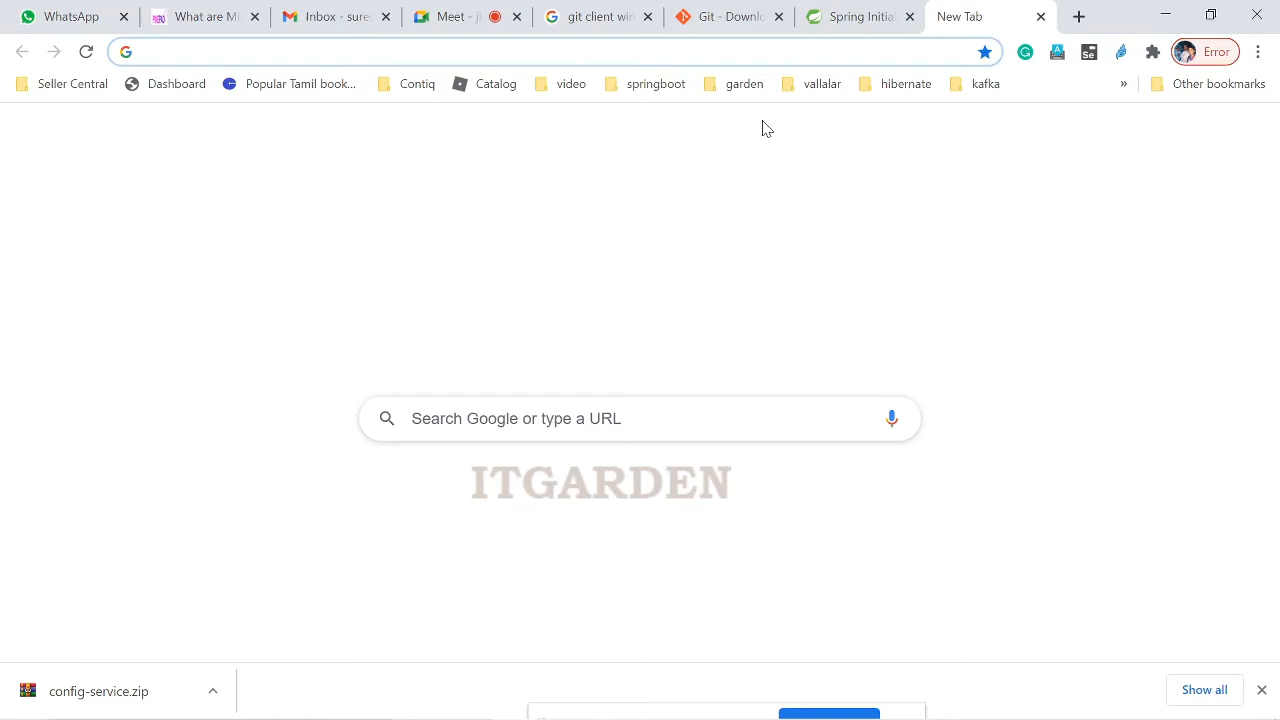 WhatsApp
What are Mi
Inbox - sure
Meet - ji
git client win
Git - Downlo
Spring Initia
New Tab
Se
Error
Seller Central
Dashboard
Popular Tamil book...
Contiq
Catalog
video
springboot
garden
vallalar
hibernate
kafka
»
Other bookmarks
Search Google or type a URL
ITGARDEN
config-service.zip
Show all